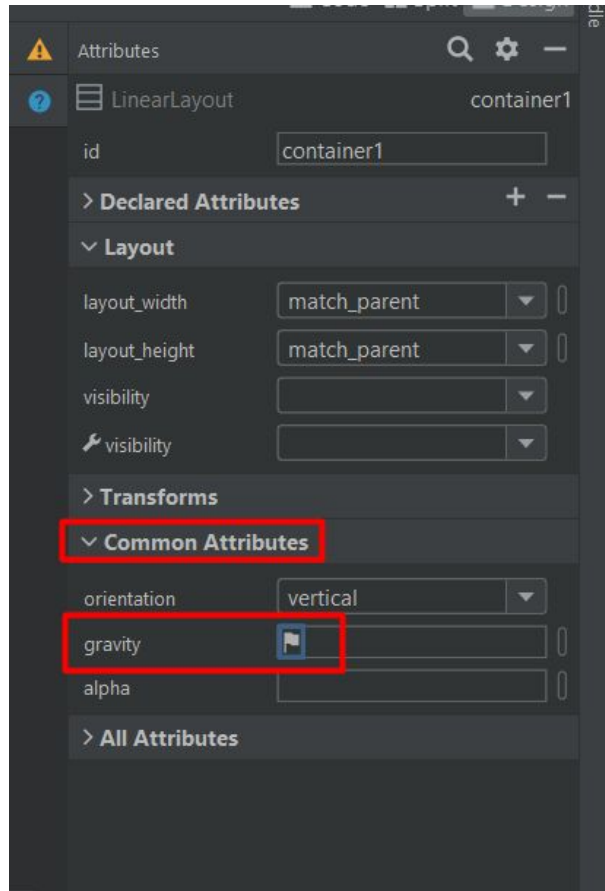 Attributes
LinearLayout container1
id container1
Declared Attributes
Layout
layout_width match_parent
layout_height match_parent
visibility
visibility
Transforms
Common Attributes
orientation vertical
gravity
alpha
All Attributes